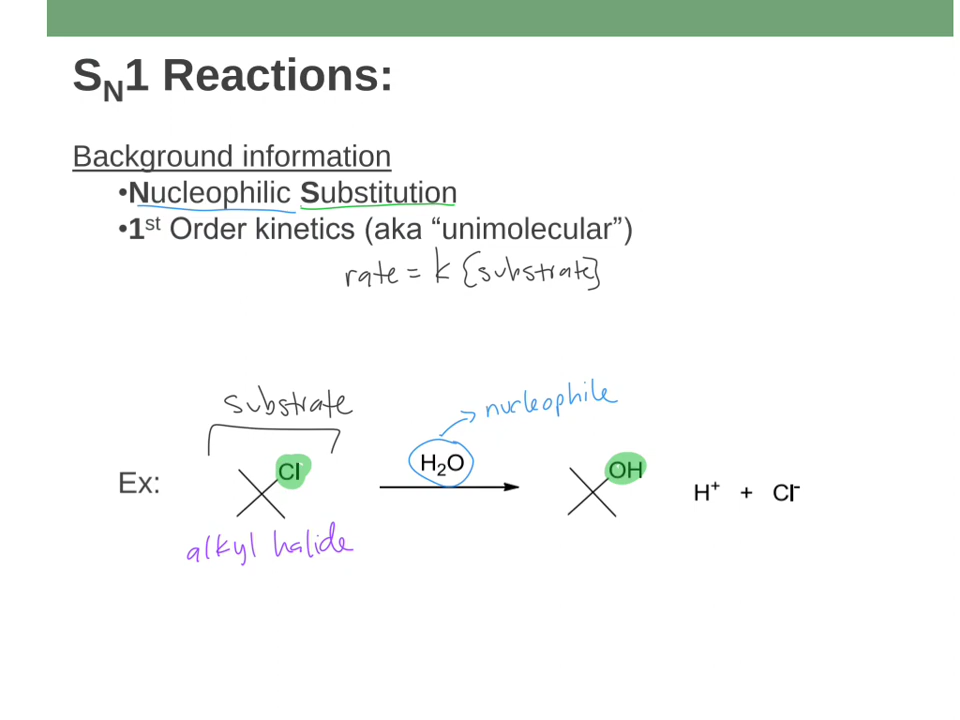 S_N1 Reactions:
Background information
•Nucleophilic Substitution
•1st Order kinetics (aka “unimolecular”)
rate = k {substrate}
substrate
nucleophile
Ex:
Cl
H₂O
OH
H⁺ + Cl⁻
alkyl halide